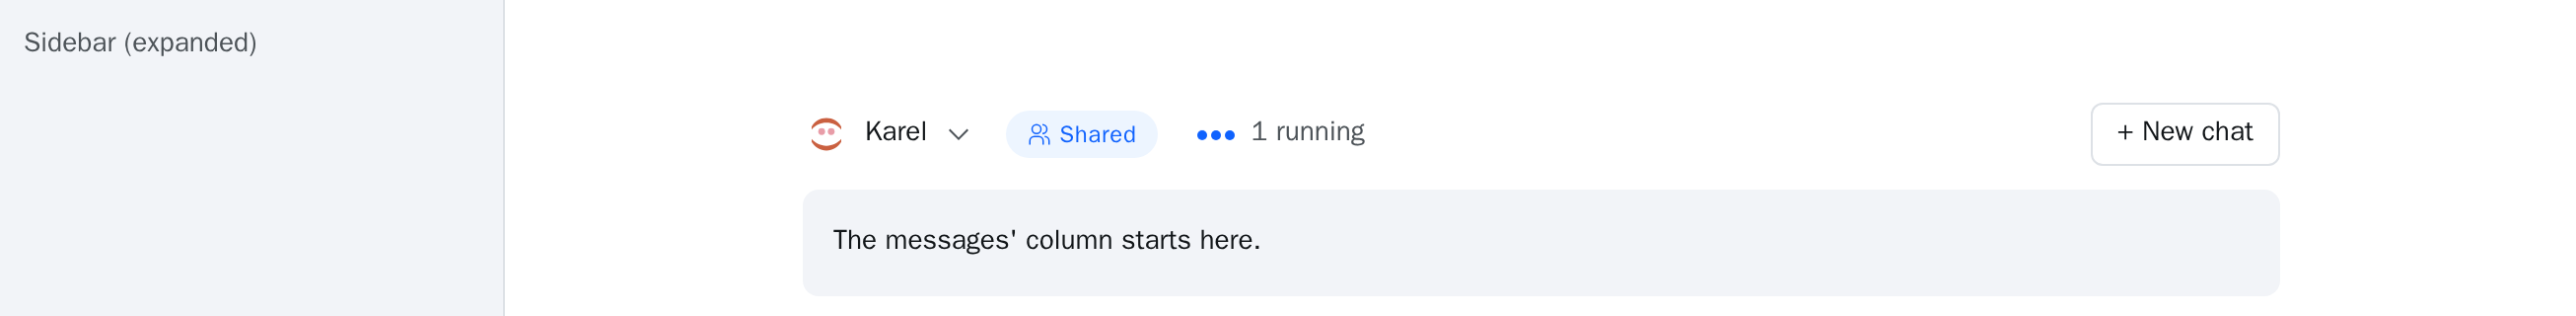 Sidebar (expanded)
Karel
Shared
1 running
+ New chat
The messages' column starts here.